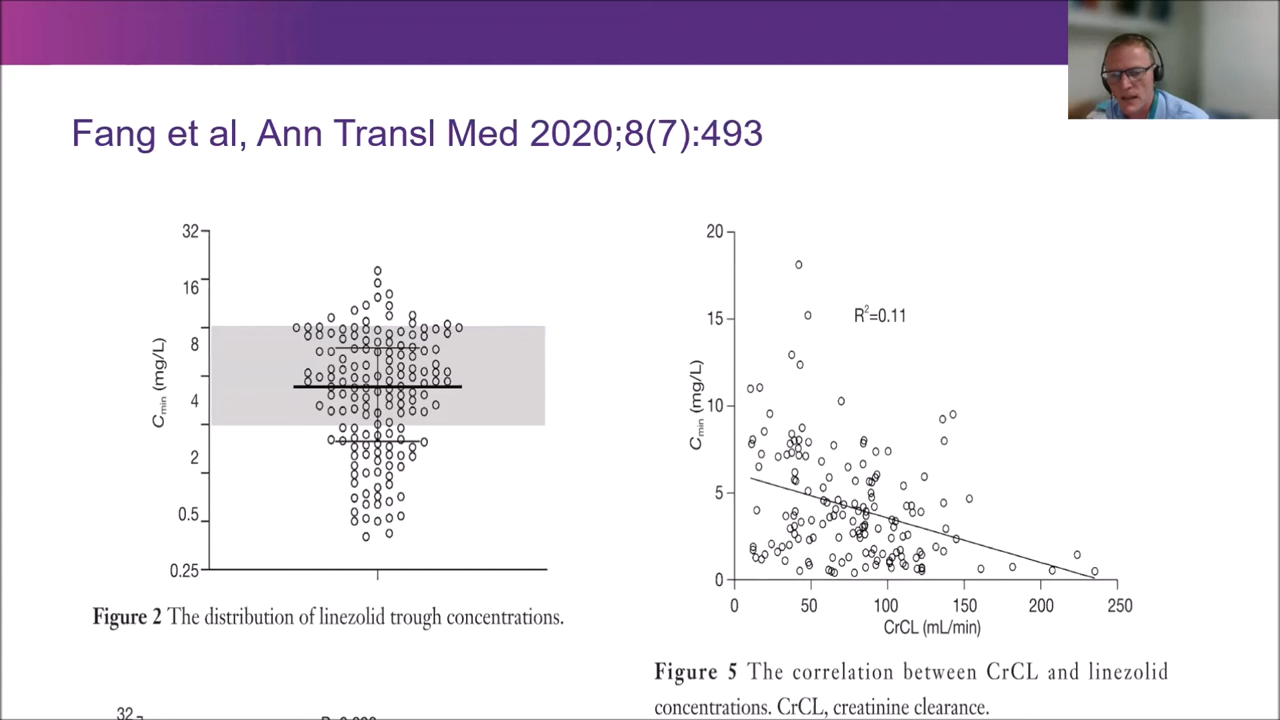 Fang et al, Ann Transl Med 2020;8(7):493
32
16
8
4
2
0.5
0.25
Cmin (mg/L)
Figure 2 The distribution of linezolid trough concentrations.
20
15
10
5
0
Cmin (mg/L)
R²=0.11
0 50 100 150 200 250
CrCL (mL/min)
Figure 5 The correlation between CrCL and linezolid
concentrations. CrCL, creatinine clearance.
32